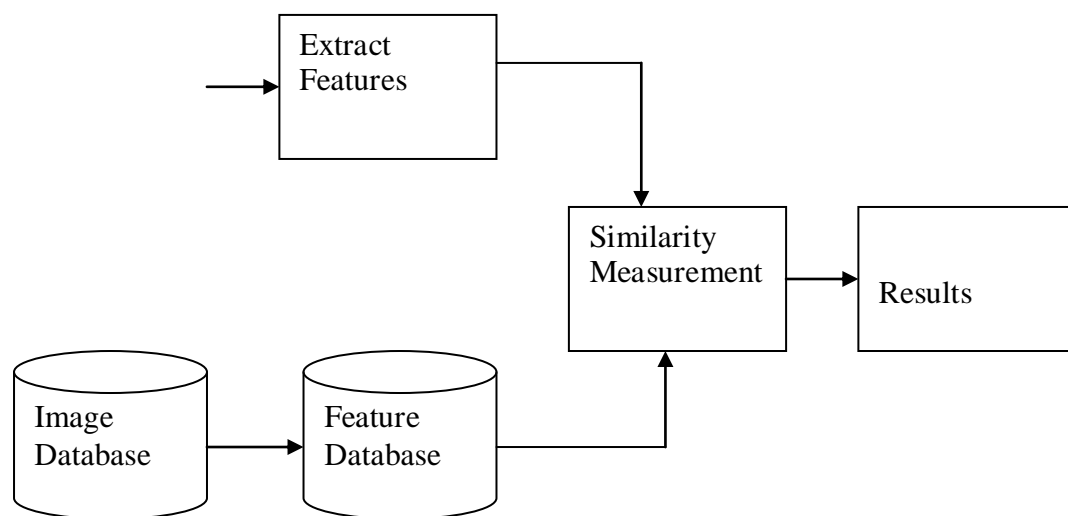 Extract
Features
Similarity
Measurement
Results
Image
Database
Feature
Database